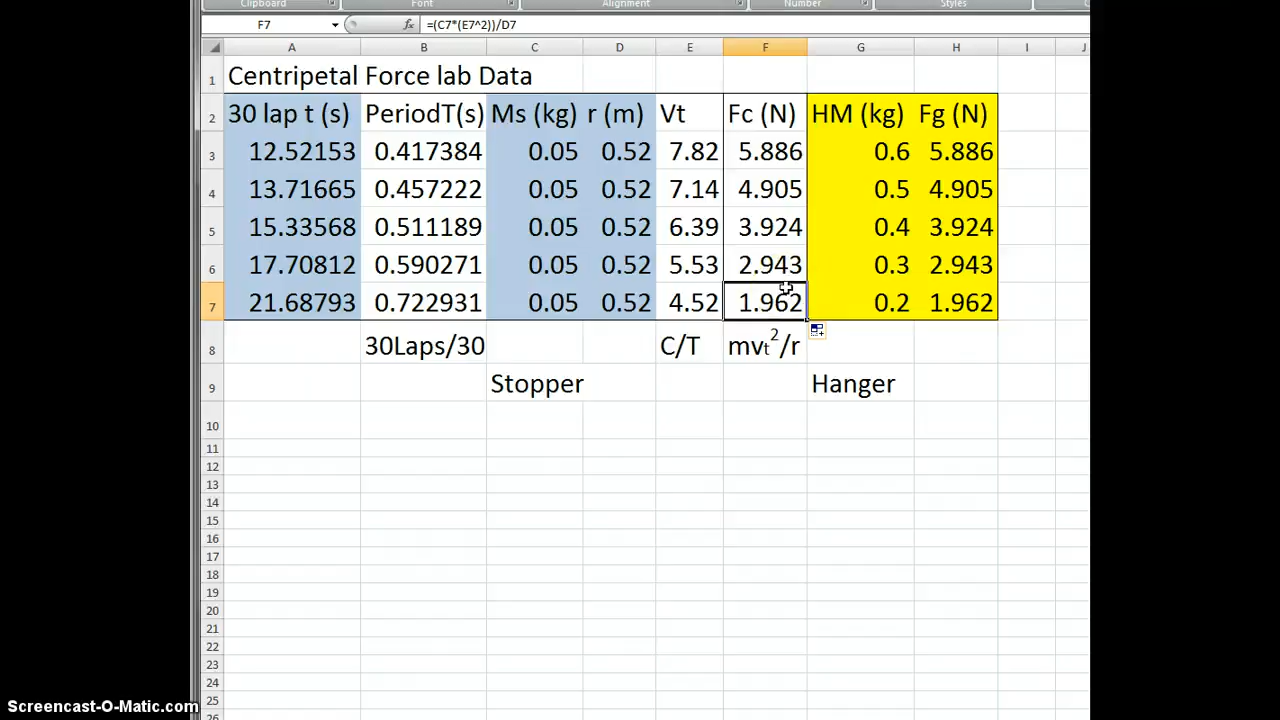 Clipboard Font Alignment Number Styles
F7 fx =(C7*(E7^2))/D7
A B C D E F G H I J
1 Centripetal Force lab Data
2 30 lap t (s) PeriodT(s) Ms (kg) r (m) Vt Fc (N) HM (kg) Fg (N)
3 12.52153 0.417384 0.05 0.52 7.82 5.886 0.6 5.886
4 13.71665 0.457222 0.05 0.52 7.14 4.905 0.5 4.905
5 15.33568 0.511189 0.05 0.52 6.39 3.924 0.4 3.924
6 17.70812 0.590271 0.05 0.52 5.53 2.943 0.3 2.943
7 21.68793 0.722931 0.05 0.52 4.52 1.962 0.2 1.962
8 30Laps/30 C/T mvt²/r
9 Stopper Hanger
10
11
12
13
14
15
16
17
18
19
20
21
22
23
24
25
26
Screencast-O-Matic.com